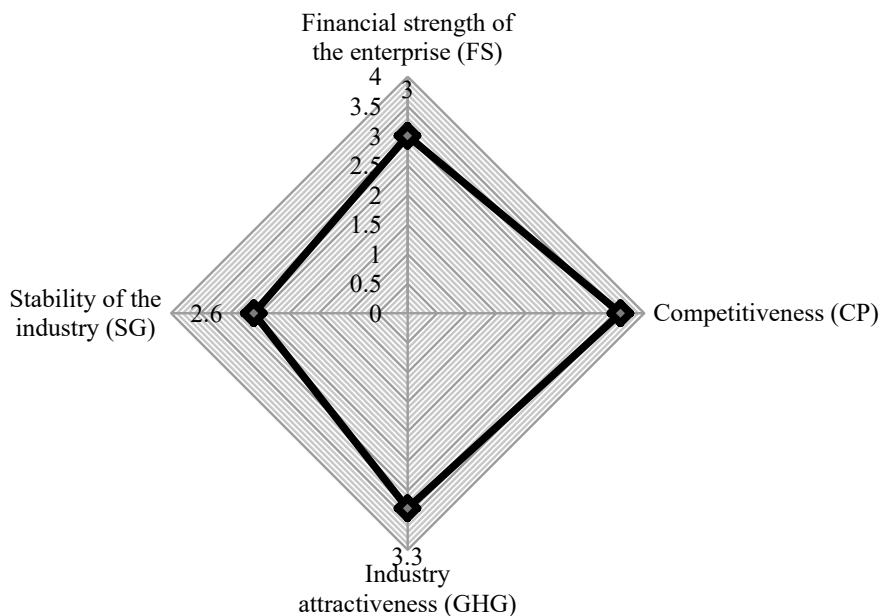 Financial strength of
the enterprise (FS)
4
3
3.5
3
2.5
2
1.5
1
0.5
0
Stability of the
industry (SG)
2.6
Competitiveness (CP)
3.3
Industry
attractiveness (GHG)